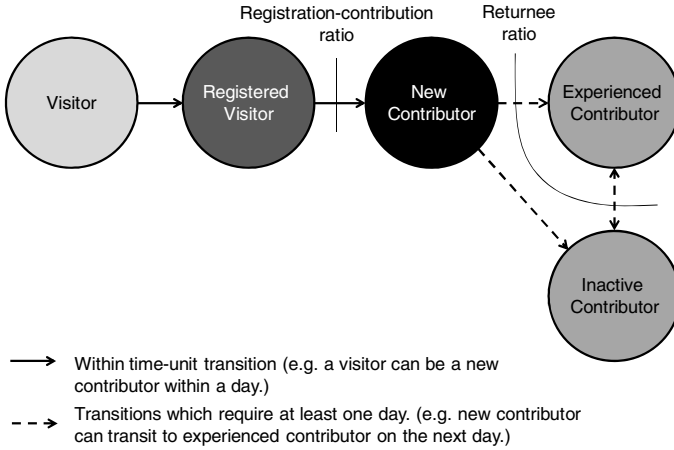 Registration-contribution
ratio
Returnee
ratio
Visitor
Registered
Visitor
New
Contributor
Experienced
Contributor
Inactive
Contributor
Within time-unit transition (e.g. a visitor can be a new
contributor within a day.)
Transitions which require at least one day. (e.g. new contributor
can transit to experienced contributor on the next day.)